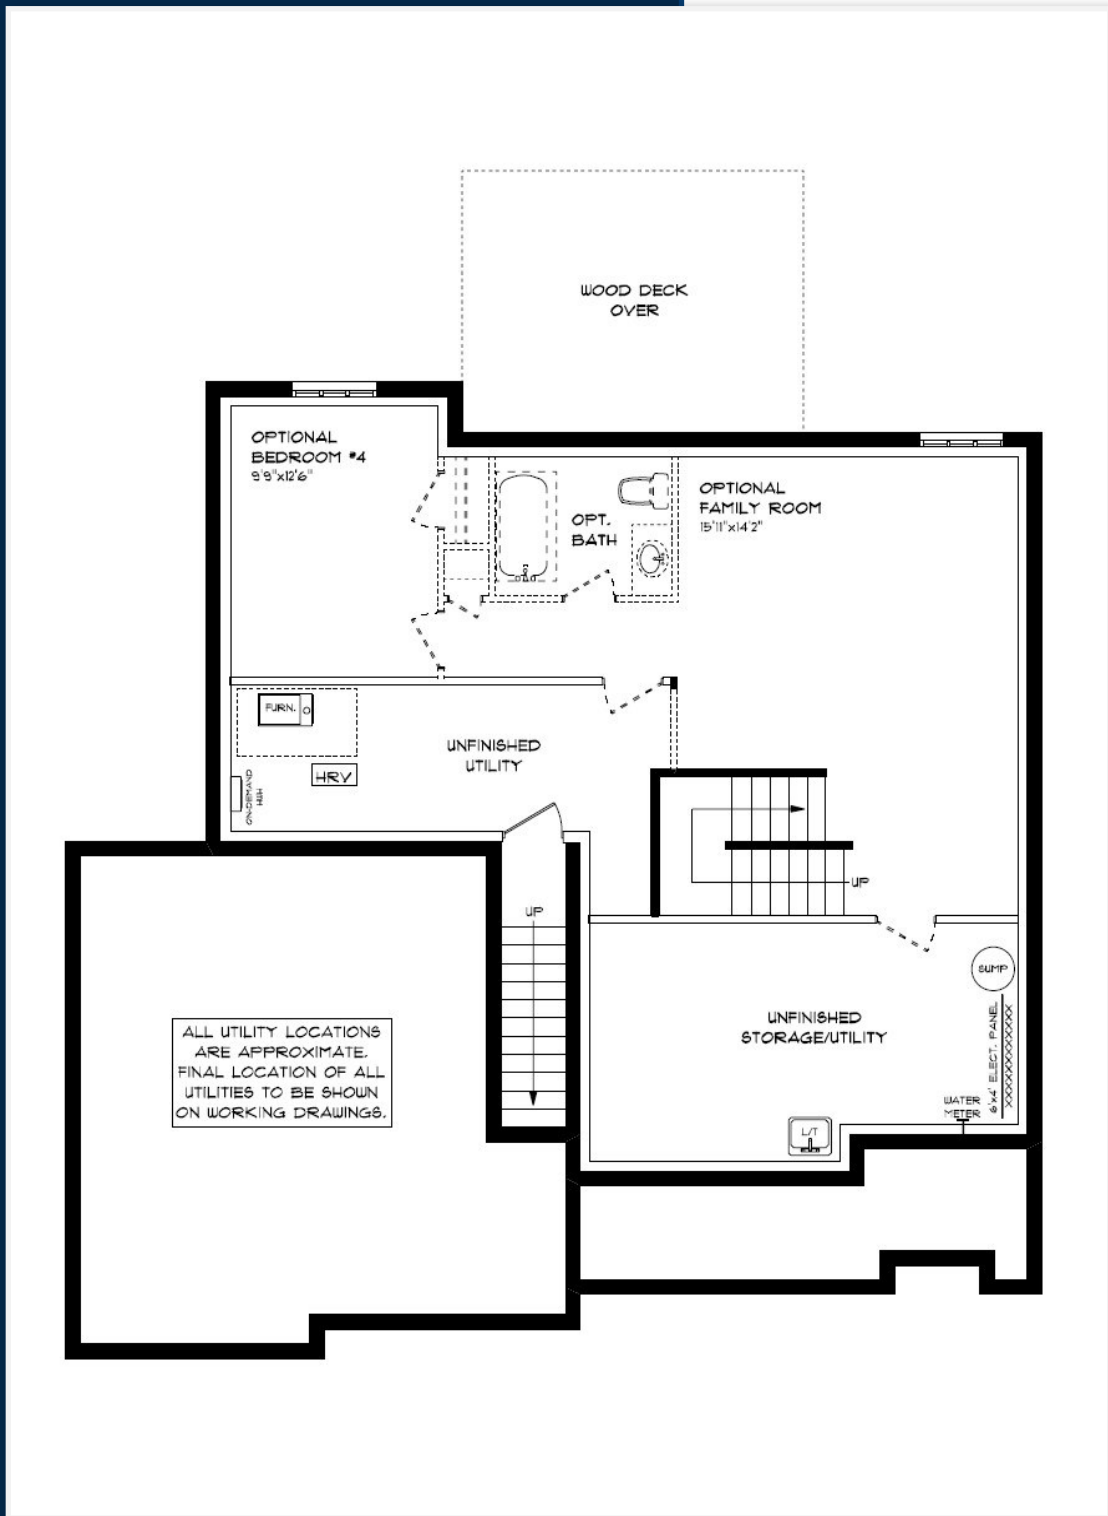 WOOD DECK
OVER
OPTIONAL
BEDROOM #4
9'9"x12'6"
OPT.
BATH
OPTIONAL
FAMILY ROOM
15'11"x14'2"
FURN.
HRV
ON-DEMAND
HWH
UNFINISHED
UTILITY
UP
UP
ALL UTILITY LOCATIONS
ARE APPROXIMATE.
FINAL LOCATION OF ALL
UTILITIES TO BE SHOWN
ON WORKING DRAWINGS.
UNFINISHED
STORAGE/UTILITY
SUMP
6'x4' ELECT. PANEL
WATER
METER
L/T